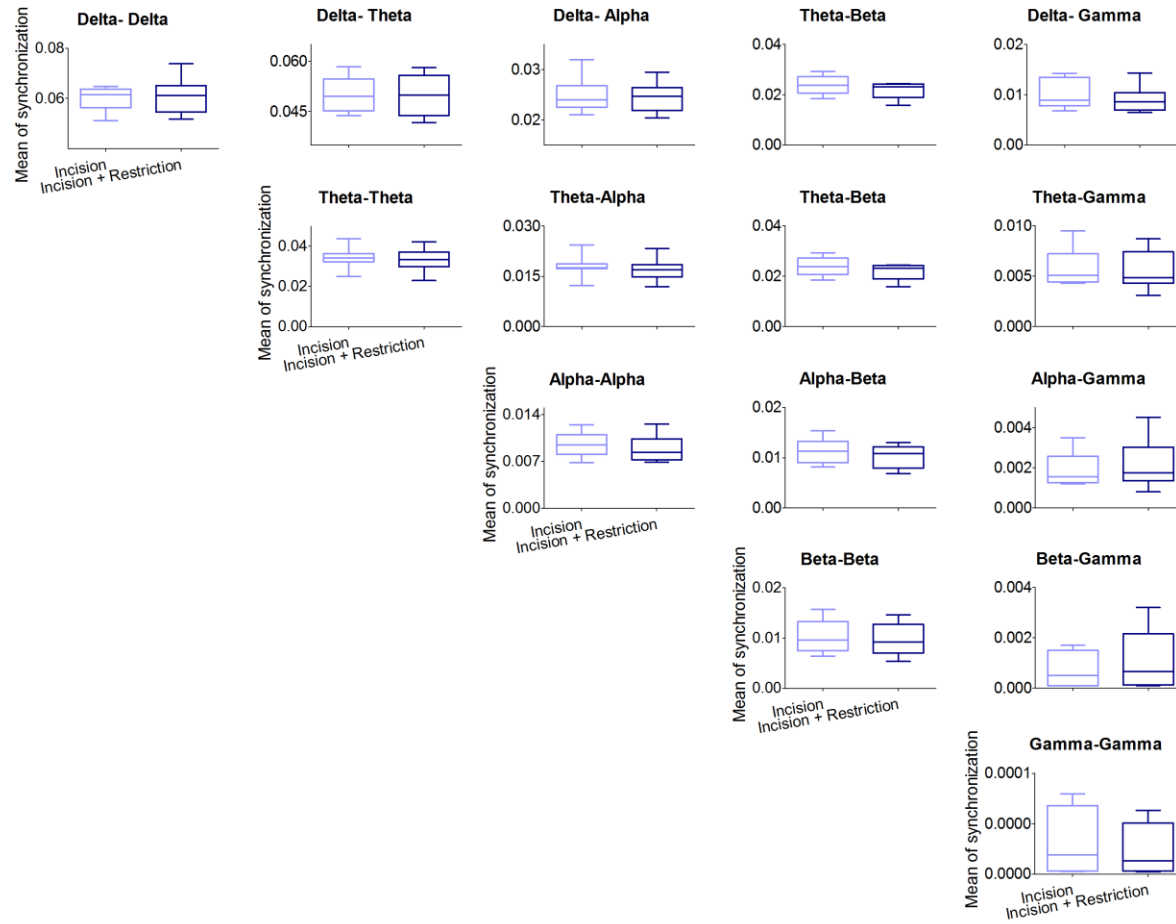 Delta- Delta
Delta- Theta
Delta- Alpha
Theta-Beta
Delta- Gamma
Mean of synchronization
0.08
0.06
Incision
Incision + Restriction
0.060
0.045
0.03
0.02
0.04
0.02
0.00
0.02
0.01
0.00
Theta-Theta
Theta-Alpha
Theta-Beta
Theta-Gamma
Mean of synchronization
0.04
0.02
0.00
Incision
Incision + Restriction
0.030
0.015
0.000
0.04
0.02
0.00
0.010
0.005
0.000
Alpha-Alpha
Alpha-Beta
Alpha-Gamma
Mean of synchronization
0.014
0.007
0.000
Incision
Incision + Restriction
0.02
0.01
0.00
0.004
0.002
0.000
Beta-Beta
Beta-Gamma
Mean of synchronization
0.02
0.01
0.00
Incision
Incision + Restriction
0.004
0.002
0.000
Gamma-Gamma
Mean of synchronization
0.0001
0.0000
0.0000
Incision
Incision + Restriction